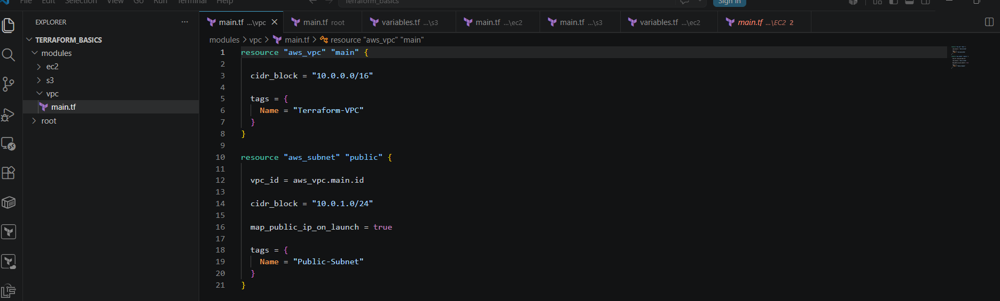 File Edit Selection View Go Run Terminal Help
Terraform_basics
Sign In
EXPLORER
TERRAFORM_BASICS
modules
ec2
s3
vpc
main.tf
root
main.tf ...\vpc
main.tf root
variables.tf ...\s3
main.tf ...\ec2
main.tf ...\s3
variables.tf ...\ec2
main.tf ...\EC2 2
modules > vpc > main.tf > resource "aws_vpc" "main"
1 resource "aws_vpc" "main" {
2
3 cidr_block = "10.0.0.0/16"
4
5 tags = {
6 Name = "Terraform-VPC"
7 }
8 }
9
10 resource "aws_subnet" "public" {
11
12 vpc_id = aws_vpc.main.id
13
14 cidr_block = "10.0.1.0/24"
15
16 map_public_ip_on_launch = true
17
18 tags = {
19 Name = "Public-Subnet"
20 }
21 }